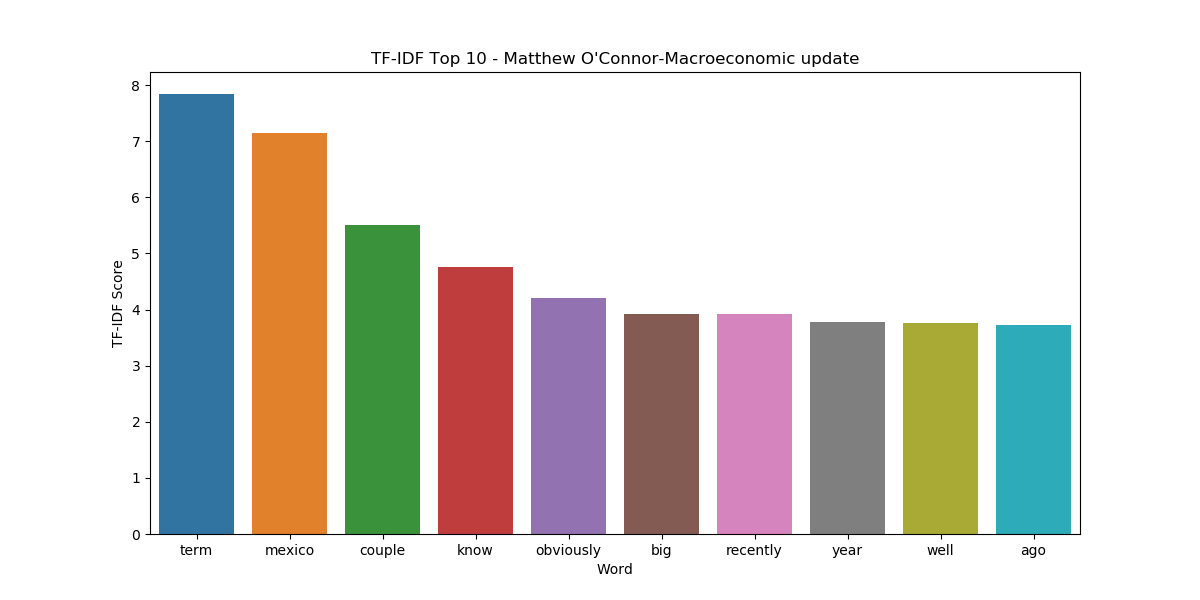 TF-IDF Top 10 - Matthew O'Connor-Macroeconomic update
TF-IDF Score
8
7
6
5
4
3
2
1
0
term mexico couple know obviously big recently year well ago
Word